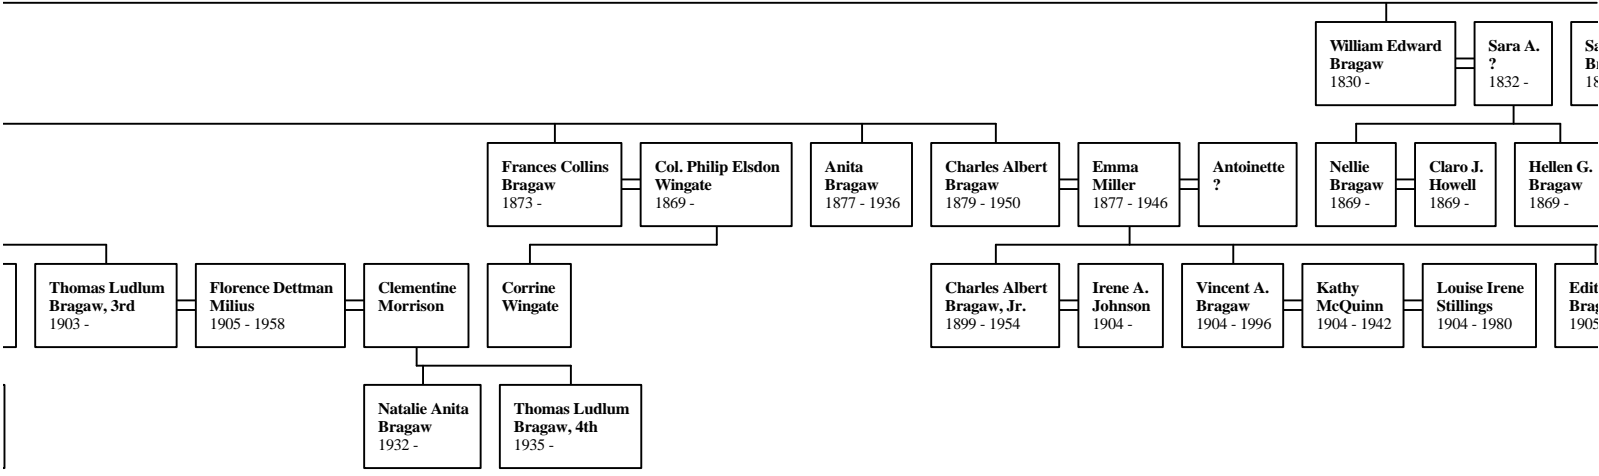 William Edward
Bragaw
1830 -
Sara A.
?
1832 -
Frances Collins
Bragaw
1873 -
Col. Philip Elsdon
Wingate
1869 -
Anita
Bragaw
1877 - 1936
Charles Albert
Bragaw
1879 - 1950
Emma
Miller
1877 - 1946
Antoinette
?
Nellie
Bragaw
1869 -
Claro J.
Howell
1869 -
Hellen G.
Bragaw
1869 -
Thomas Ludlum
Bragaw, 3rd
1903 -
Florence Dettman
Milius
1905 - 1958
Clementine
Morrison
Corrine
Wingate
Charles Albert
Bragaw, Jr.
1899 - 1954
Irene A.
Johnson
1904 -
Vincent A.
Bragaw
1904 - 1996
Kathy
McQuinn
1904 - 1942
Louise Irene
Stillings
1904 - 1980
1905
Natalie Anita
Bragaw
1932 -
Thomas Ludlum
Bragaw, 4th
1935 -